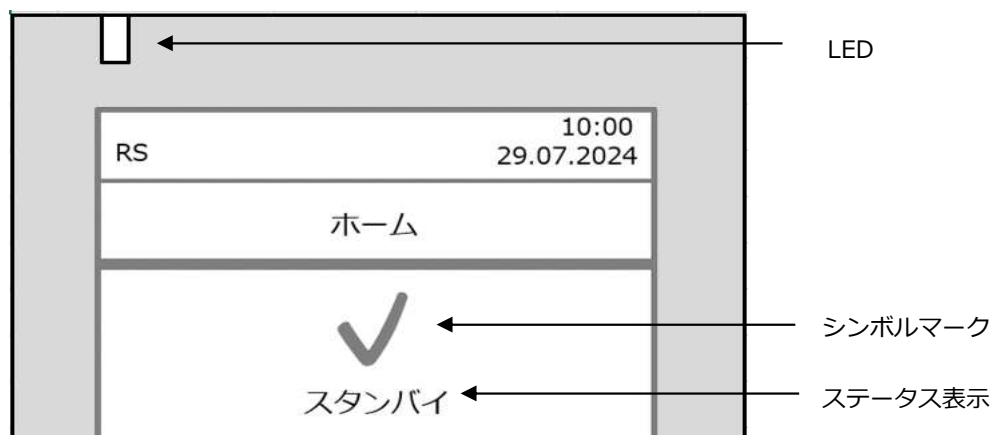 LED
10:00
RS 29.07.2024
ホーム
シンボルマーク
スタンバイ
ステータス表示